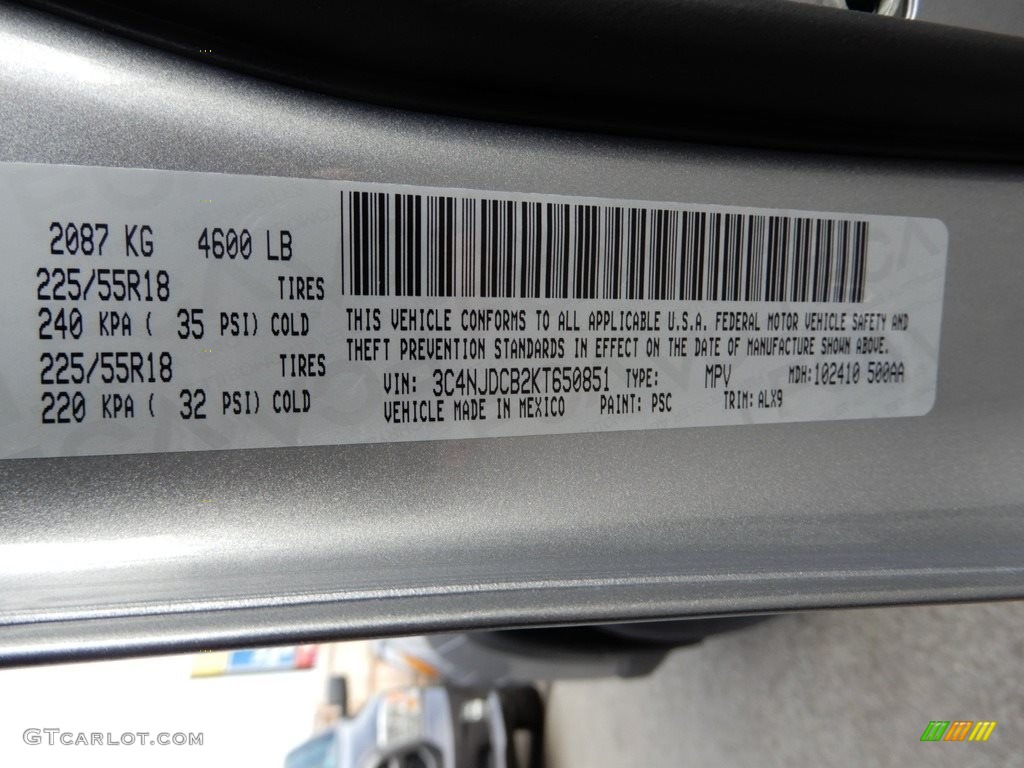 2087 KG 4600 LB
225/55R18 TIRES
240 KPA ( 35 PSI) COLD
225/55R18 TIRES
220 KPA ( 32 PSI) COLD
THIS VEHICLE CONFORMS TO ALL APPLICABLE U.S.A. FEDERAL MOTOR VEHICLE SAFETY AND
THEFT PREVENTION STANDARDS IN EFFECT ON THE DATE OF MANUFACTURE SHOWN ABOVE.
VIN: 3C4NJDCB2KT650851 TYPE: MPV MDH:102410 500AA
VEHICLE MADE IN MEXICO PAINT: PSC TRIM: ALX9
GTCARLOT.COM